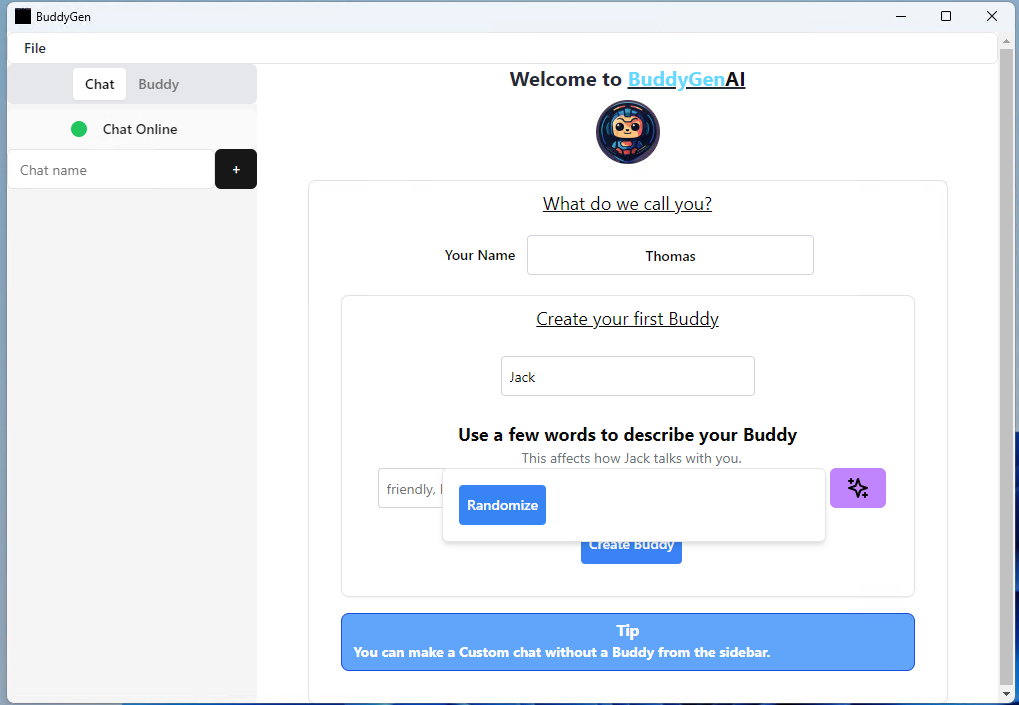 BuddyGen
File
Chat Buddy
Chat Online
Chat name +
Welcome to BuddyGenAI
What do we call you?
Your Name Thomas
Create your first Buddy
Jack
Use a few words to describe your Buddy
This affects how Jack talks with you.
friendly,
Randomize
Create Buddy
Tip
You can make a Custom chat without a Buddy from the sidebar.